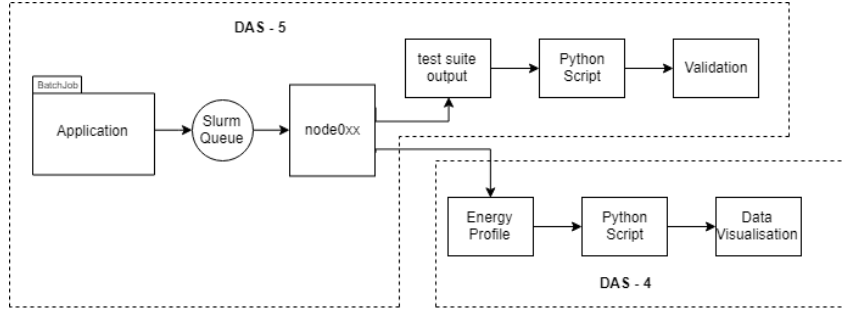 DAS - 5
BatchJob
Application
Slurm
Queue
node0xx
test suite
output
Python
Script
Validation
Energy
Profile
Python
Script
Data
Visualisation
DAS - 4